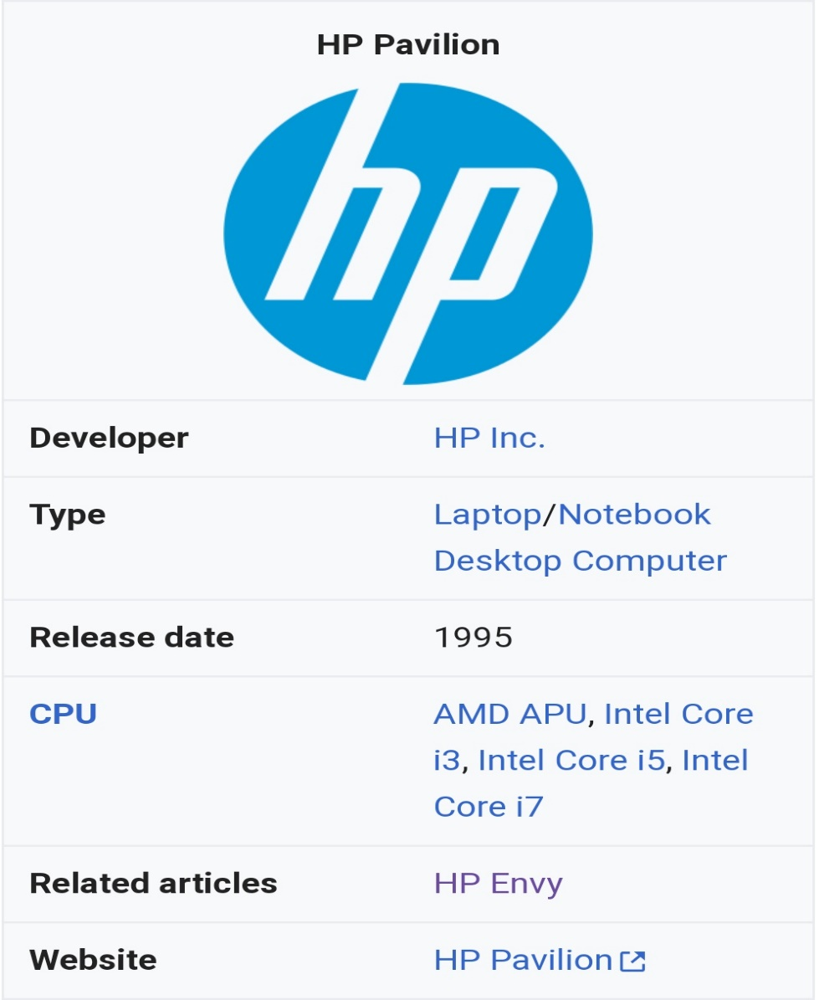 HP Pavilion
hp
Developer HP Inc.
Type Laptop/Notebook
Desktop Computer
Release date 1995
CPU AMD APU, Intel Core
i3, Intel Core i5, Intel
Core i7
Related articles HP Envy
Website HP Pavilion